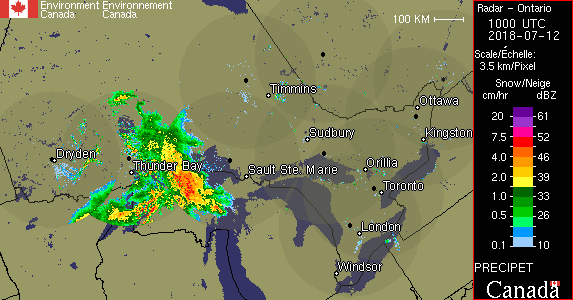 Environment Environnement
Canada Canada
100 KM
Radar - Ontario
1000 UTC
2018-07-12
Scale/Échelle:
3.5 km/Pixel
Snow/Neige
cm/hr dBZ
20 61
7.5 52
4.0 46
2.0 39
1.0 33
0.5 26
0.1 10
PRECIPET
Canada
Timmins
Ottawa
Sudbury
Kingston
Dryden
Thunder Bay
Sault Ste. Marie
Orillia
Toronto
London
Windsor